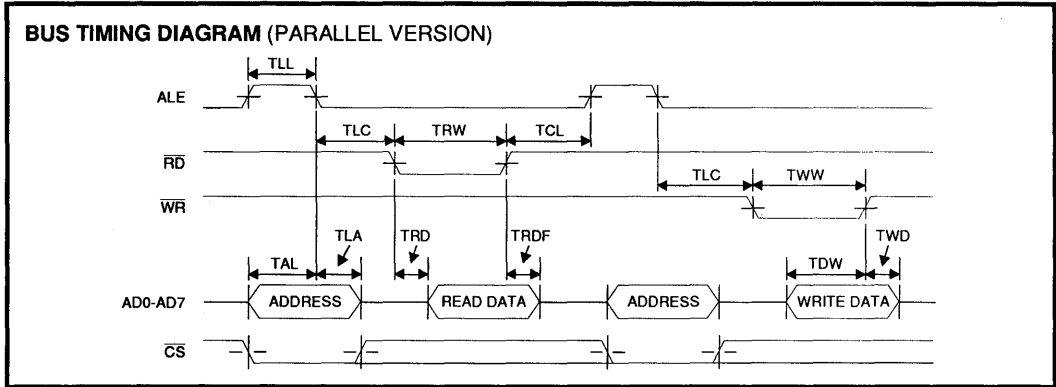 BUS TIMING DIAGRAM (PARALLEL VERSION)
TLL
ALE
TLC TRW TCL
RD
TLC TWW
WR
TLA TRD TRDF TWD
TAL TDW
AD0-AD7 ADDRESS READ DATA ADDRESS WRITE DATA
CS